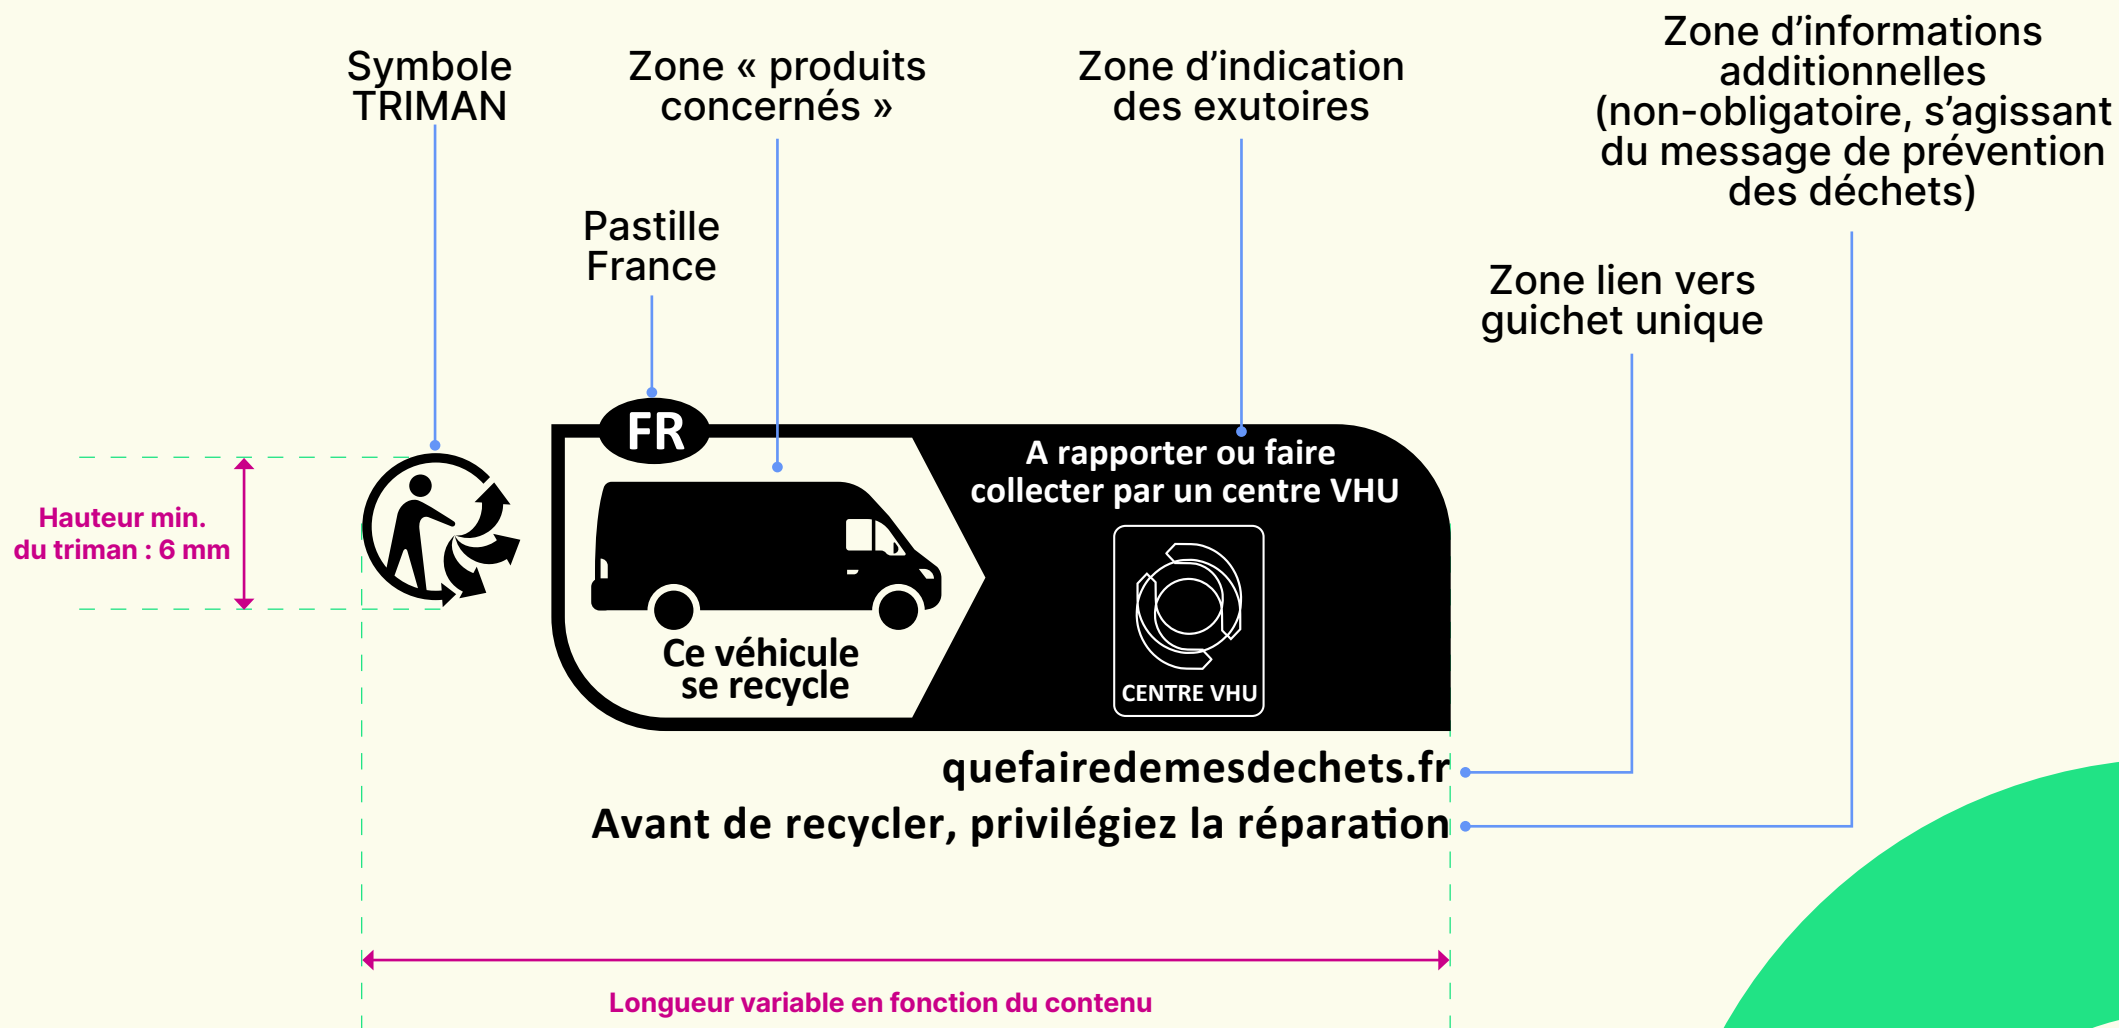 Symbole
TRIMAN
Zone « produits
concernés »
Zone d’indication
des exutoires
Zone d’informations
additionnelles
(non-obligatoire, s’agissant
du message de prévention
des déchets)
Pastille
France
Zone lien vers
guichet unique
FR
A rapporter ou faire
collecter par un centre VHU
Hauteur min.
du triman : 6 mm
Ce véhicule
se recycle
CENTRE VHU
quefairedemesdechets.fr
Avant de recycler, privilégiez la réparation
Longueur variable en fonction du contenu